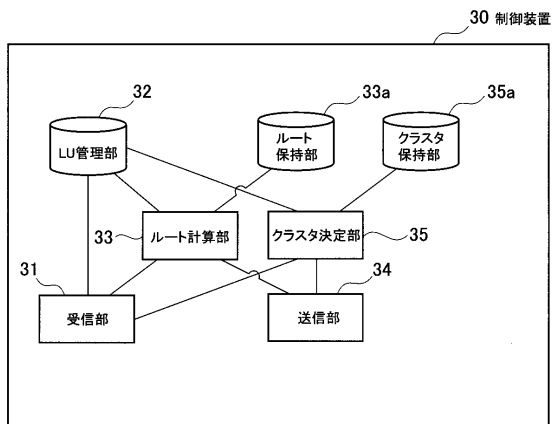 30 制御装置
32
33a
35a
LU管理部
ルート
保持部
クラスタ
保持部
33
ルート計算部
クラスタ決定部
35
31
34
受信部
送信部